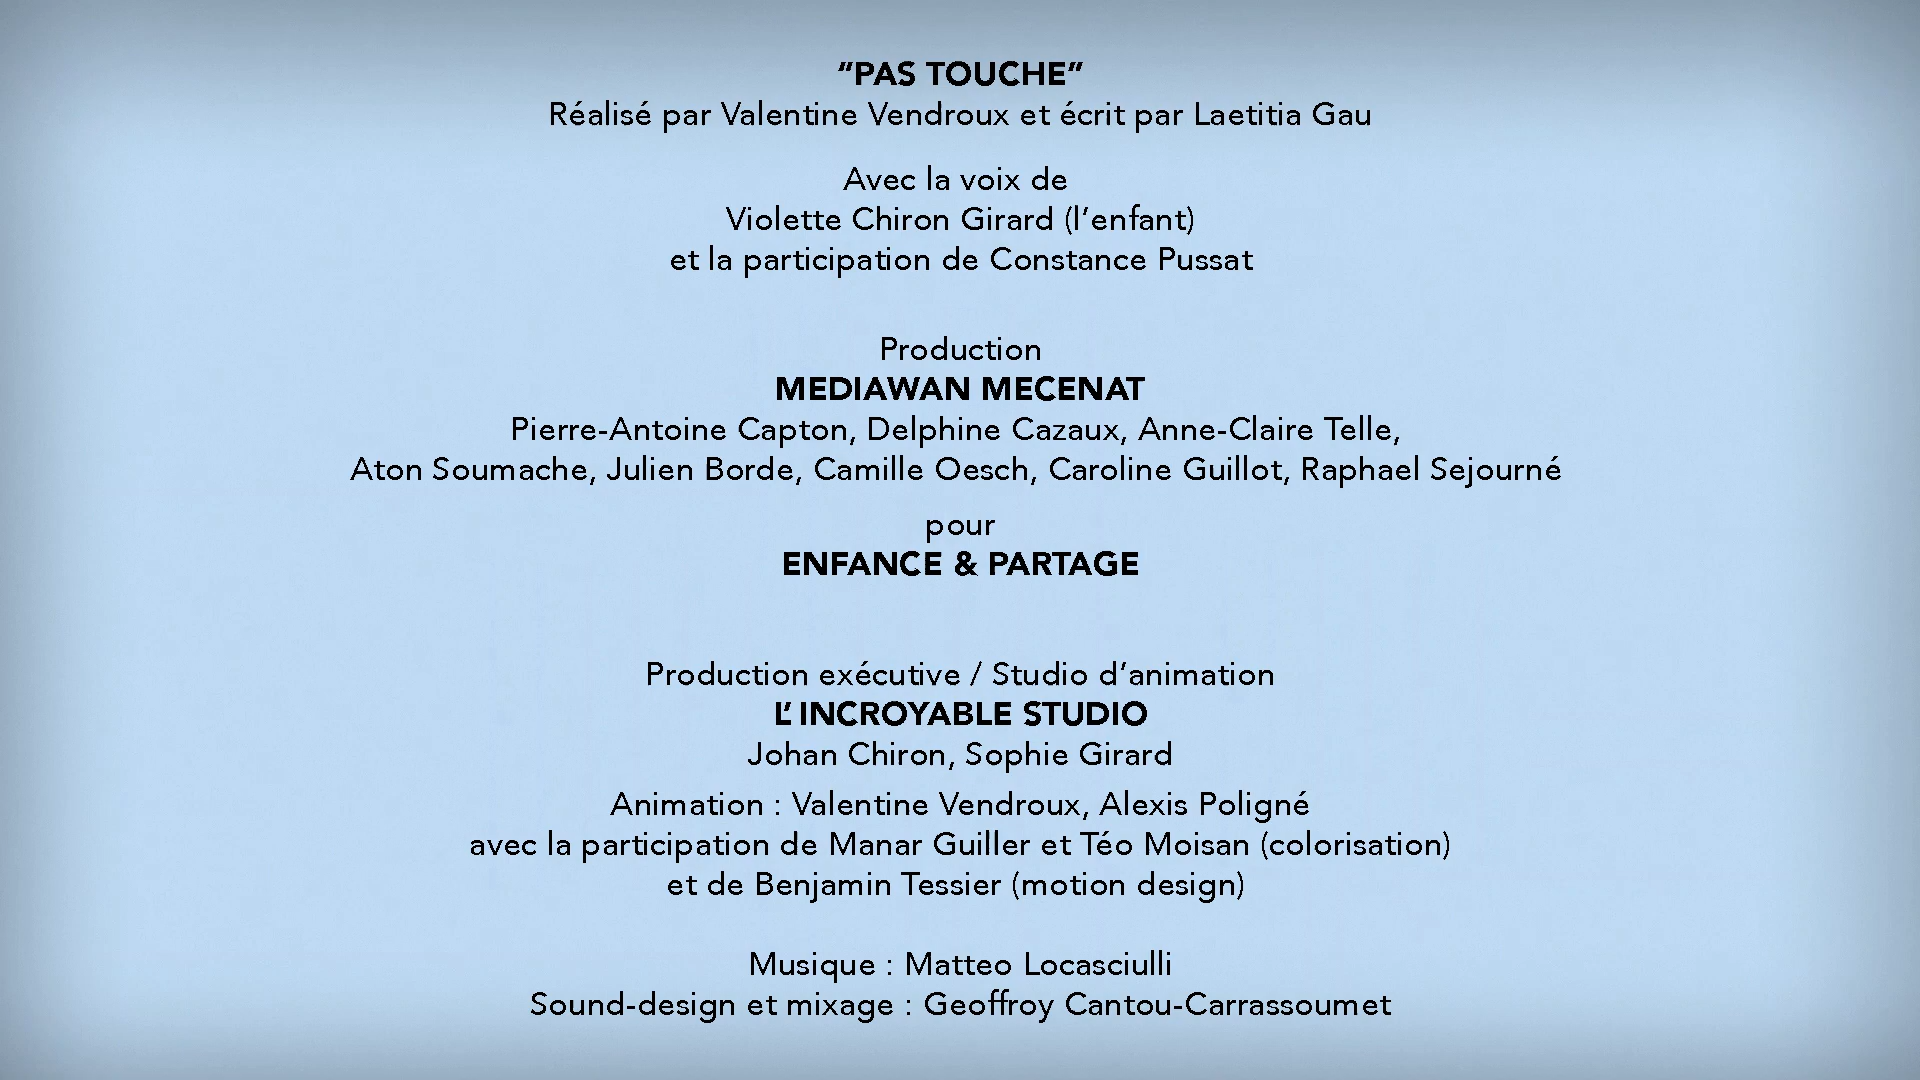 “PAS TOUCHE”
Réalisé par Valentine Vendroux et écrit par Laetitia Gau
Avec la voix de
Violette Chiron Girard (l’enfant)
et la participation de Constance Pussat
Production
MEDIAWAN MECENAT
Pierre-Antoine Capton, Delphine Cazaux, Anne-Claire Telle,
Aton Soumache, Julien Borde, Camille Oesch, Caroline Guillot, Raphael Sejourné
pour
ENFANCE & PARTAGE
Production exécutive / Studio d’animation
L’ INCROYABLE STUDIO
Johan Chiron, Sophie Girard
Animation : Valentine Vendroux, Alexis Poligné
avec la participation de Manar Guiller et Téo Moisan (colorisation)
et de Benjamin Tessier (motion design)
Musique : Matteo Locasciulli
Sound-design et mixage : Geoffroy Cantou-Carrassoumet